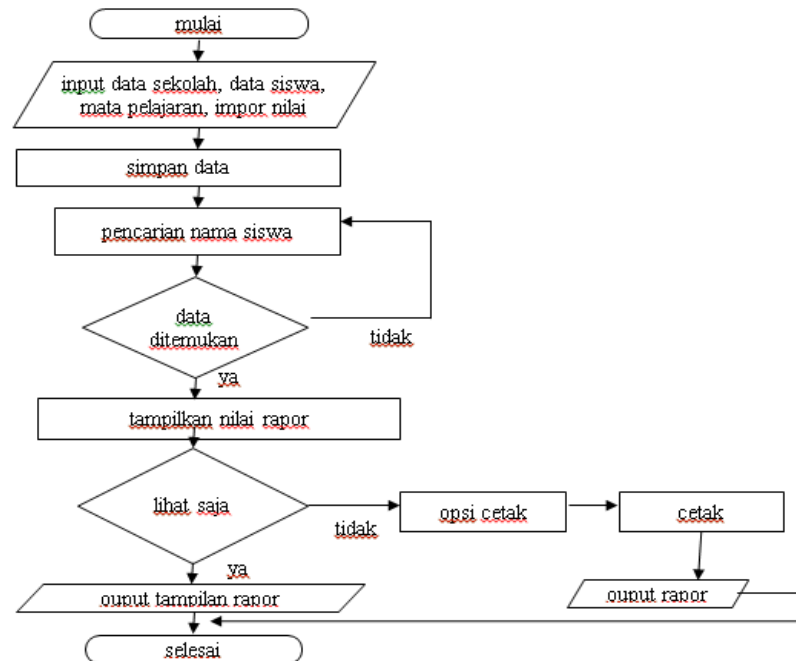 mulai
input data sekolah, data siswa,
mata pelajaran, impor nilai
simpan data
pencarian nama siswa
data
ditemukan
tidak
ya
tampilkan nilai rapor
lihat saja
tidak
opsi cetak
cetak
ya
ouput tampilan rapor
ouput rapor
selesai